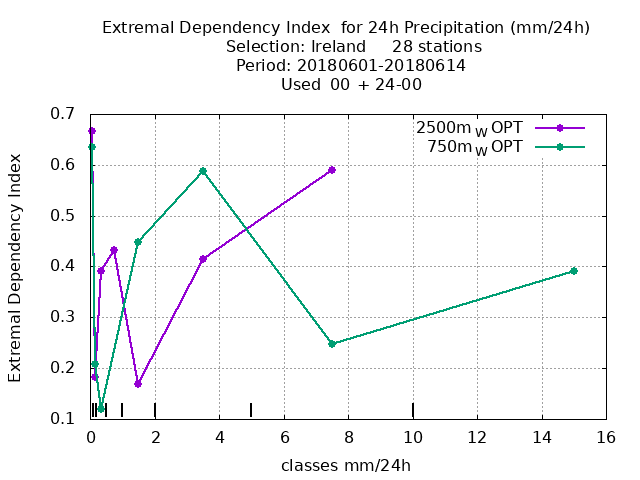 Extremal Dependency Index  for 24h Precipitation (mm/24h)
Selection: Ireland     28 stations
Period: 20180601-20180614
Used  00 + 24-00
2500m W OPT
750m W OPT
Extremal Dependency Index
0.7
0.6
0.5
0.4
0.3
0.2
0.1
0 2 4 6 8 10 12 14 16
classes mm/24h